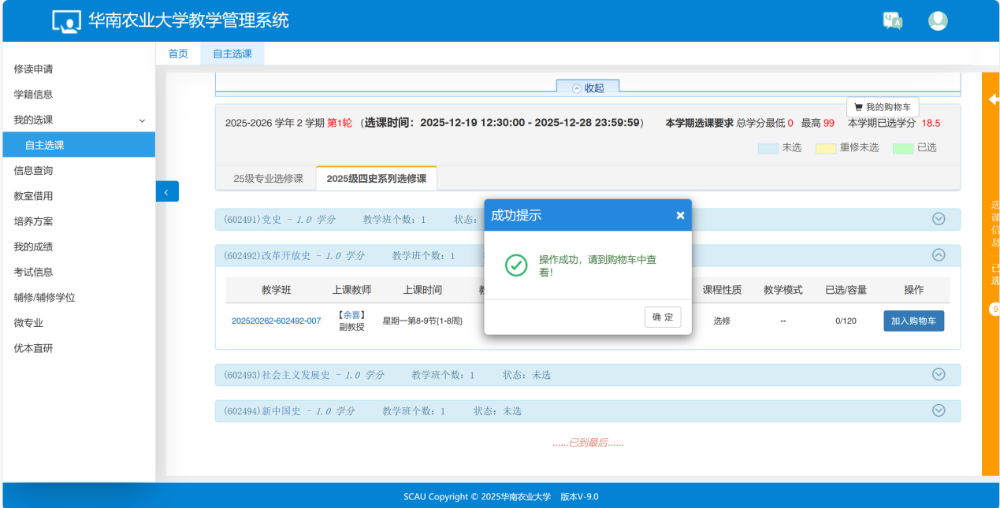 华南农业大学教学管理系统
首页 自主选课
修读申请
学籍信息
我的选课
自主选课
信息查询
教室借用
培养方案
我的成绩
考试信息
辅修/辅修学位
微专业
优本直研
收起
我的购物车
2025-2026 学年 2 学期 第1轮 （选课时间：2025-12-19 12:30:00 - 2025-12-28 23:59:59） 本学期选课要求 总学分最低 0 最高 99 本学期已选学分 18.5
未选 重修未选 已选
25级专业选修课 2025级四史系列选修课
(602491)党史 - 1.0 学分 教学班个数：1 状态：
(602492)改革开放史 - 1.0 学分 教学班个数：1
教学班 上课教师 上课时间 课程性质 教学模式 已选/容量 操作
202520262-602492-007 【余喜】 星期一第8-9节{1-8周} 选修 -- 0/120 加入购物车
副教授
(602493)社会主义发展史 - 1.0 学分 教学班个数：1 状态：未选
(602494)新中国史 - 1.0 学分 教学班个数：1 状态：未选
......已到最后......
成功提示 ×
操作成功，请到购物车中查
看！
确 定
选课信息 已选
9
SCAU Copyright © 2025华南农业大学 版本V-9.0